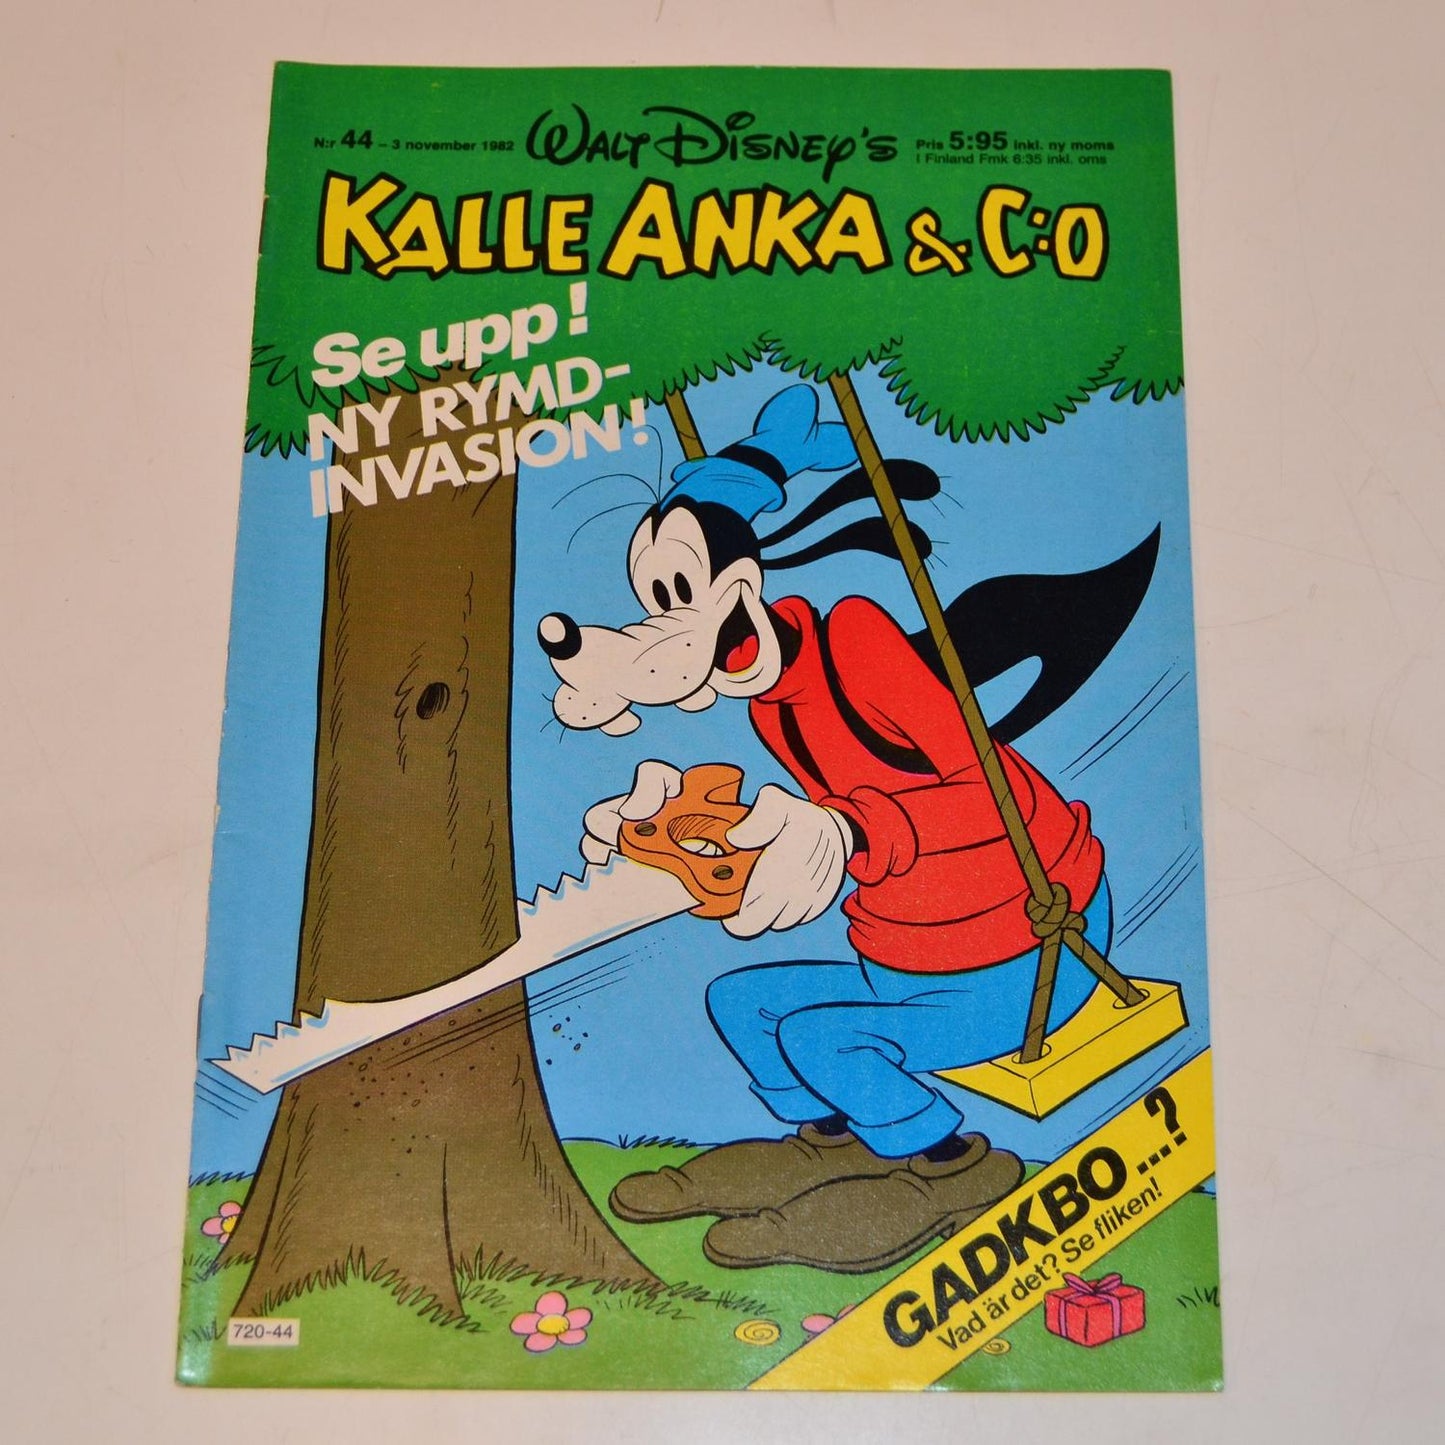 N:r 44 – 3 november 1982
WALT DISNEY'S
Pris 5:95 inkl. ny moms
I Finland Fmk 6:35 inkl. oms
KALLE ANKA & C:O
Se upp!
NY RYMD-
INVASION!
GADKBO...?
Vad är det? Se fliken!
720-44